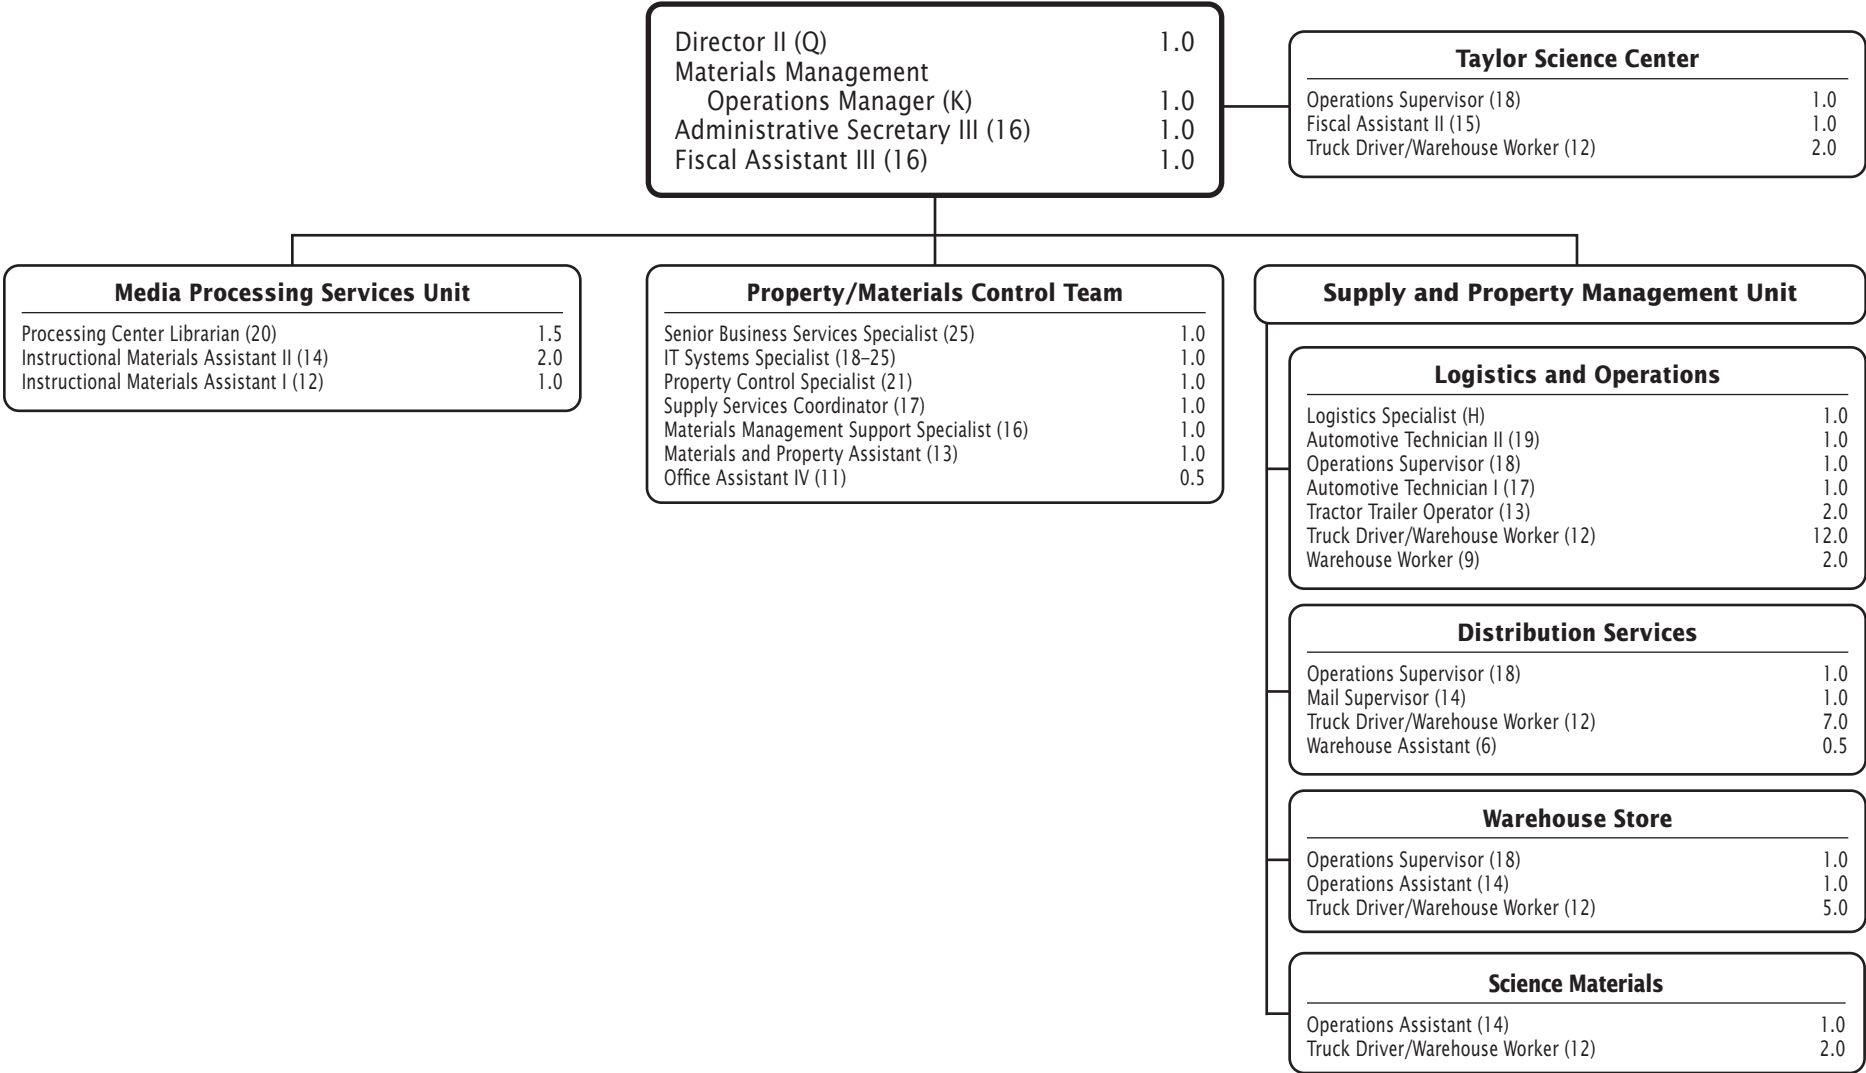 Director II (Q) 1.0
Materials Management
Operations Manager (K) 1.0
Administrative Secretary III (16) 1.0
Fiscal Assistant III (16) 1.0
Taylor Science Center
Operations Supervisor (18) 1.0
Fiscal Assistant II (15) 1.0
Truck Driver/Warehouse Worker (12) 2.0
Media Processing Services Unit
Processing Center Librarian (20) 1.5
Instructional Materials Assistant II (14) 2.0
Instructional Materials Assistant I (12) 1.0
Property/Materials Control Team
Senior Business Services Specialist (25) 1.0
IT Systems Specialist (18–25) 1.0
Property Control Specialist (21) 1.0
Supply Services Coordinator (17) 1.0
Materials Management Support Specialist (16) 1.0
Materials and Property Assistant (13) 1.0
Office Assistant IV (11) 0.5
Supply and Property Management Unit
Logistics and Operations
Logistics Specialist (H) 1.0
Automotive Technician II (19) 1.0
Operations Supervisor (18) 1.0
Automotive Technician I (17) 1.0
Tractor Trailer Operator (13) 2.0
Truck Driver/Warehouse Worker (12) 12.0
Warehouse Worker (9) 2.0
Distribution Services
Operations Supervisor (18) 1.0
Mail Supervisor (14) 1.0
Truck Driver/Warehouse Worker (12) 7.0
Warehouse Assistant (6) 0.5
Warehouse Store
Operations Supervisor (18) 1.0
Operations Assistant (14) 1.0
Truck Driver/Warehouse Worker (12) 5.0
Science Materials
Operations Assistant (14) 1.0
Truck Driver/Warehouse Worker (12) 2.0